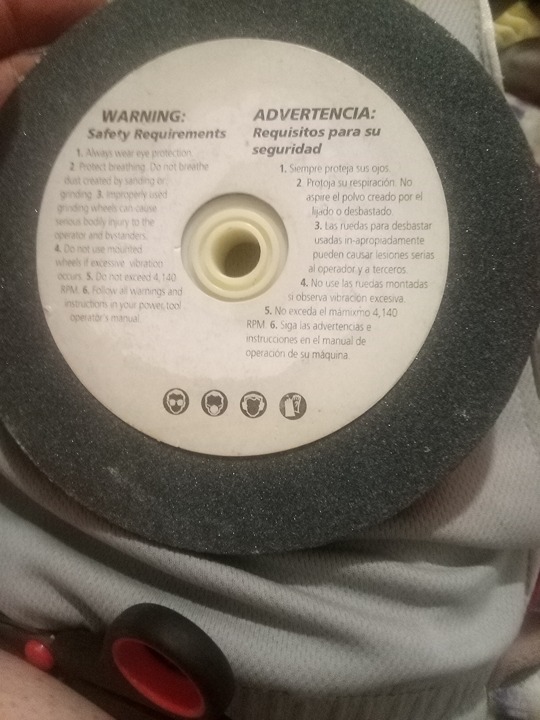 WARNING:
Safety Requirements
1. Always wear eye protection.
2. Protect breathing. Do not breathe
dust created by sanding or
grinding. 3. Improperly used
grinding wheels can cause
serious bodily injury to the
operator and bystanders.
4. Do not use mounted
wheels if excessive vibration
occurs. 5. Do not exceed 4,140
RPM. 6. Follow all warnings and
instructions in your power tool
operator's manual.
ADVERTENCIA:
Requisitos para su
seguridad
1. Siempre proteja sus ojos.
2. Protoja su respiración. No
aspire el polvo creado por el
lijado o desbastado.
3. Las ruedas para desbastar
usadas in-apropiadamente
pueden causar lesiones serias
al operador y a terceros.
4. No use las ruedas montadas
si observa vibración excesiva.
5. No exceda el mámixmo 4,140
RPM. 6. Siga las advertencias e
instrucciones en el manual de
operación de su máquina.